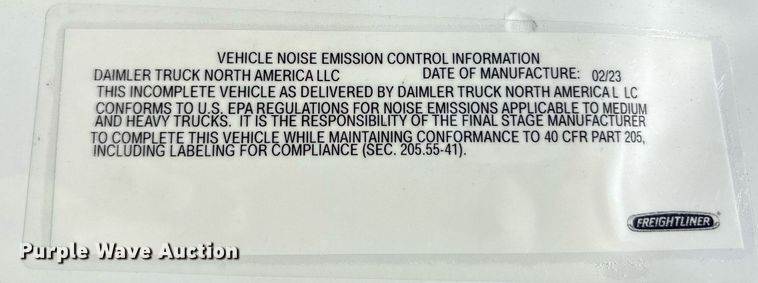 VEHICLE NOISE EMISSION CONTROL INFORMATION
DAIMLER TRUCK NORTH AMERICA LLC DATE OF MANUFACTURE: 02/23
THIS INCOMPLETE VEHICLE AS DELIVERED BY DAIMLER TRUCK NORTH AMERICA L LC
CONFORMS TO U.S. EPA REGULATIONS FOR NOISE EMISSIONS APPLICABLE TO MEDIUM
AND HEAVY TRUCKS. IT IS THE RESPONSIBILITY OF THE FINAL STAGE MANUFACTURER
TO COMPLETE THIS VEHICLE WHILE MAINTAINING CONFORMANCE TO 40 CFR PART 205,
INCLUDING LABELING FOR COMPLIANCE (SEC. 205.55-41).
FREIGHTLINER
Purple Wave Auction